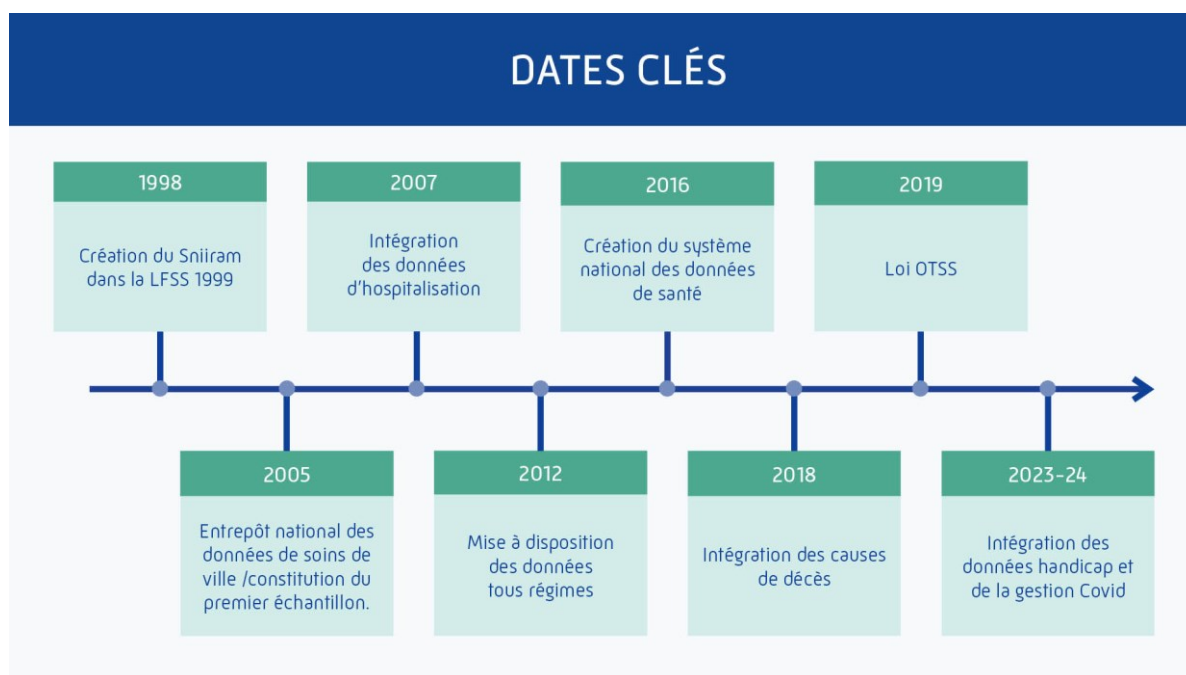 DATES CLÉS
1998
Création du Sniiram
dans la LFSS 1999
2007
Intégration
des données
d'hospitalisation
2016
Création du système
national des données
de santé
2019
Loi OTSS
2005
Entrepôt national des
données de soins de
ville /constitution du
premier échantillon.
2012
Mise à disposition
des données
tous régimes
2018
Intégration des causes
de décès
2023-24
Intégration des
données handicap et
de la gestion Covid